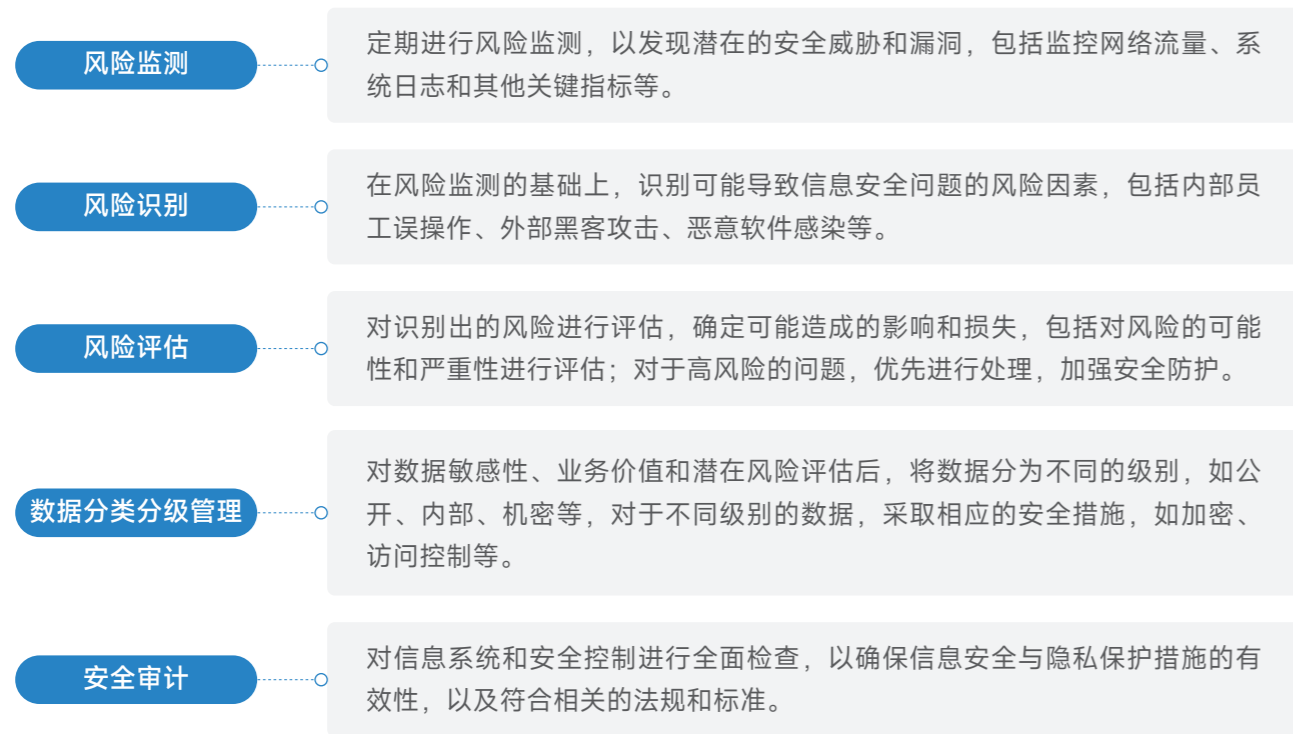 风险监测
定期进行风险监测，以发现潜在的安全威胁和漏洞，包括监控网络流量、系
统日志和其他关键指标等。
风险识别
在风险监测的基础上，识别可能导致信息安全问题的风险因素，包括内部员
工误操作、外部黑客攻击、恶意软件感染等。
风险评估
对识别出的风险进行评估，确定可能造成的影响和损失，包括对风险的可能
性和严重性进行评估；对于高风险的问题，优先进行处理，加强安全防护。
数据分类分级管理
对数据敏感性、业务价值和潜在风险评估后，将数据分为不同的级别，如公
开、内部、机密等，对于不同级别的数据，采取相应的安全措施，如加密、
访问控制等。
安全审计
对信息系统和安全控制进行全面检查，以确保信息安全与隐私保护措施的有
效性，以及符合相关的法规和标准。